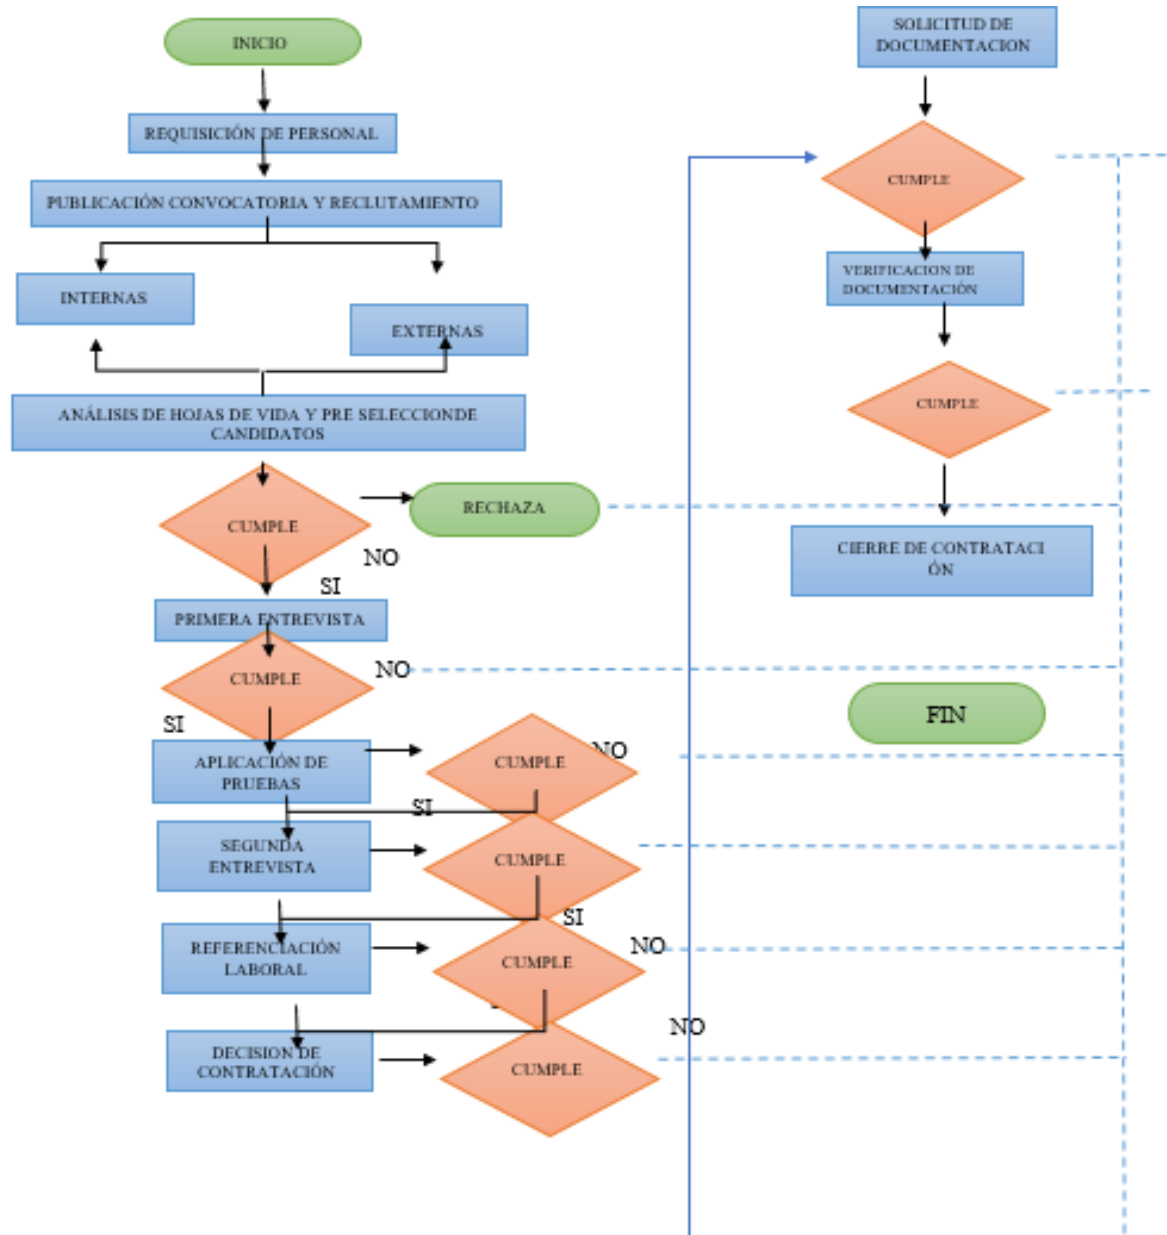 INICIO
REQUISICIÓN DE PERSONAL
PUBLICACIÓN CONVOCATORIA Y RECLUTAMIENTO
INTERNAS
EXTERNAS
ANÁLISIS DE HOJAS DE VIDA Y PRE SELECCIONDE
CANDIDATOS
CUMPLE
RECHAZA
NO
SI
PRIMERA ENTREVISTA
CUMPLE
NO
SI
APLICACIÓN DE
PRUEBAS
CUMPLE
NO
SI
SEGUNDA
ENTREVISTA
CUMPLE
SI
REFERENCIACIÓN
LABORAL
CUMPLE
NO
DECISION DE
CONTRATACIÓN
CUMPLE
NO
SOLICITUD DE
DOCUMENTACION
CUMPLE
VERIFICACION DE
DOCUMENTACIÓN
CUMPLE
CIERRE DE CONTRATACI
ÓN
FIN